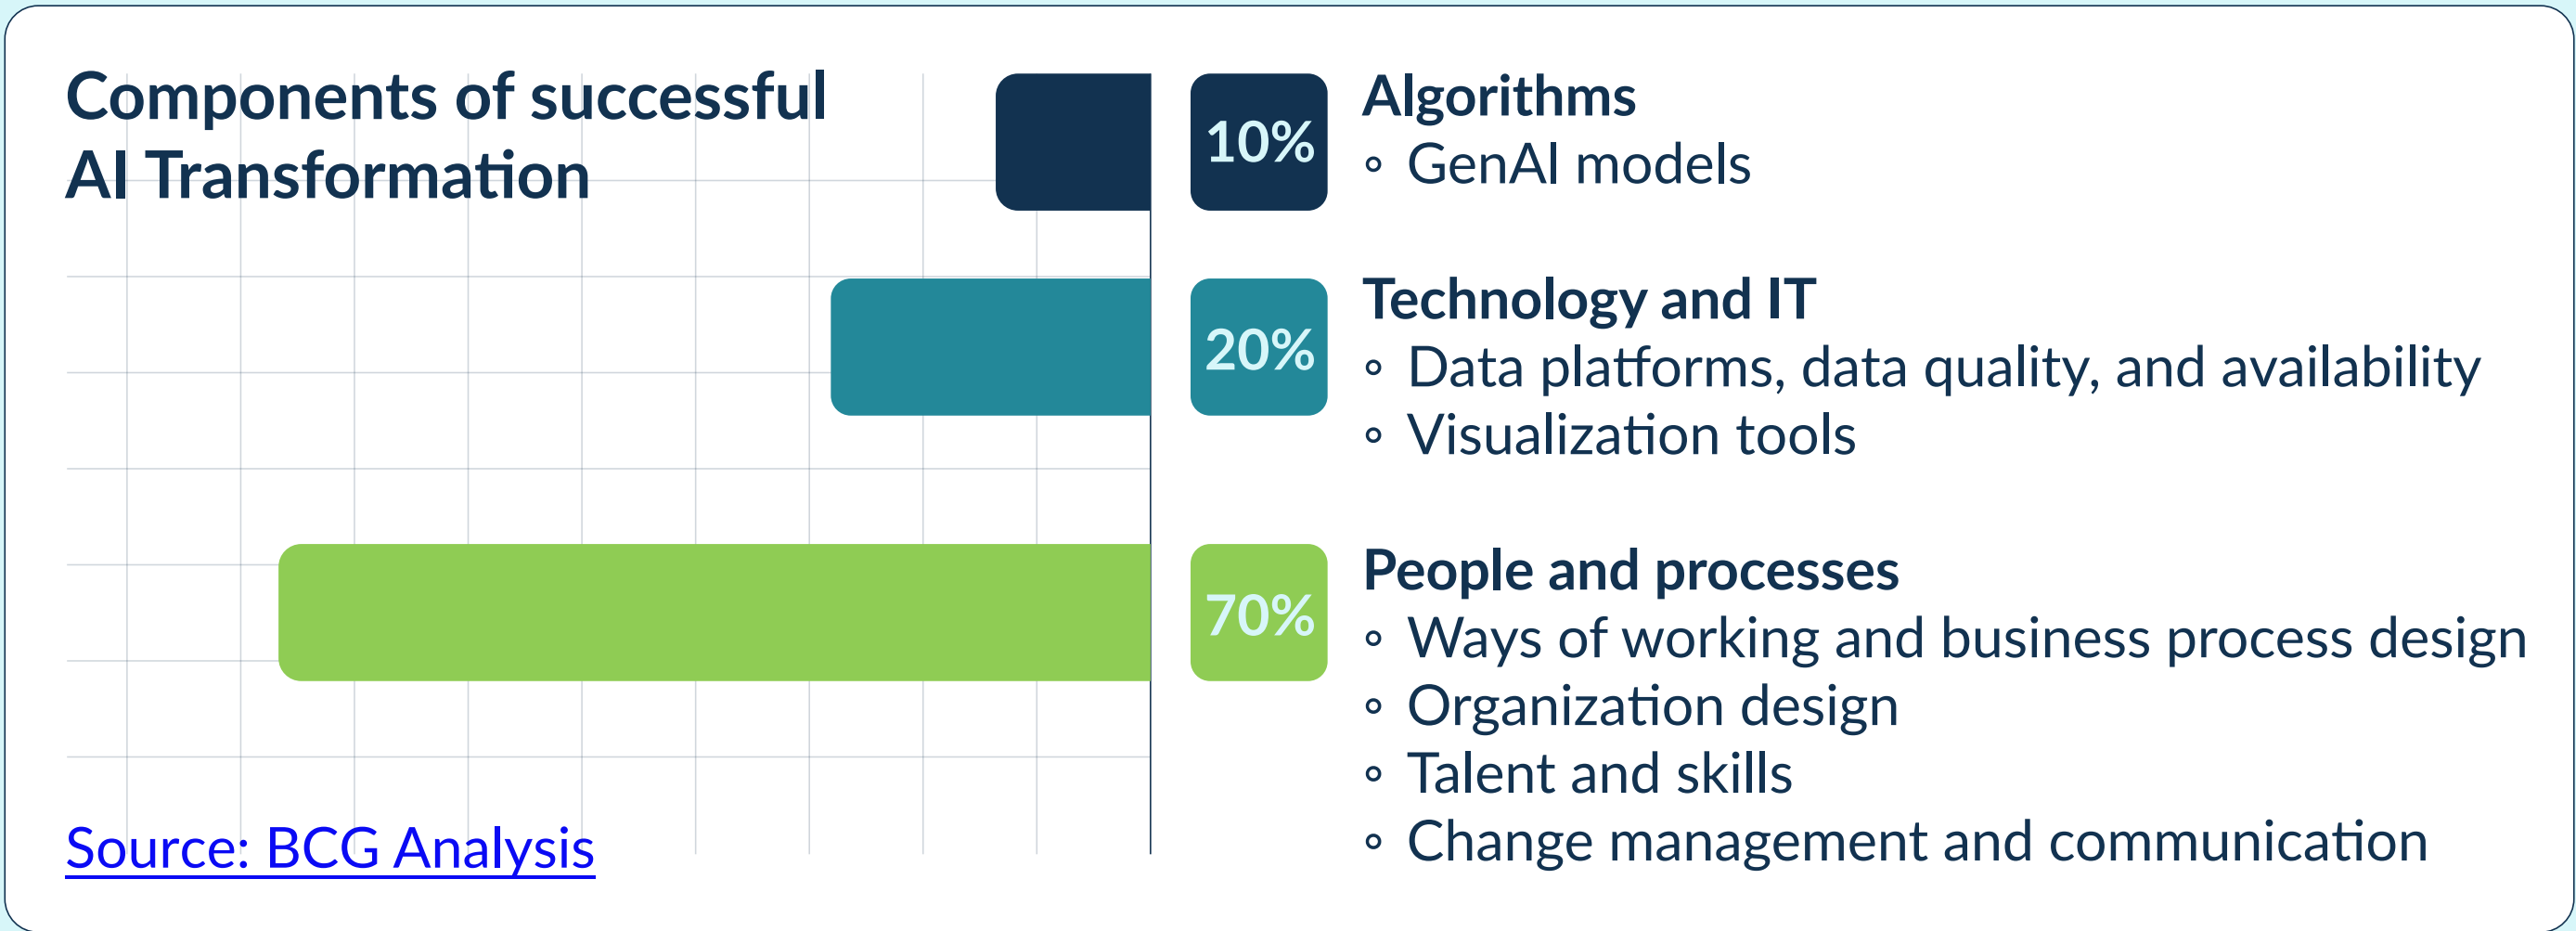 Components of successful
AI Transformation
10%
Algorithms
◦ GenAI models
20%
Technology and IT
◦ Data platforms, data quality, and availability
◦ Visualization tools
70%
People and processes
◦ Ways of working and business process design
◦ Organization design
◦ Talent and skills
◦ Change management and communication
Source: BCG Analysis